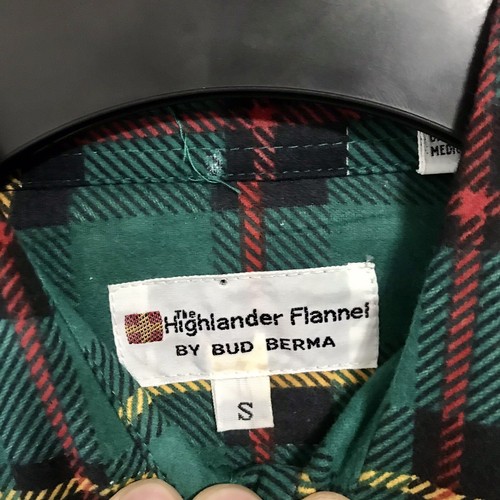 The
Highlander Flannel
BY BUD BERMA
S